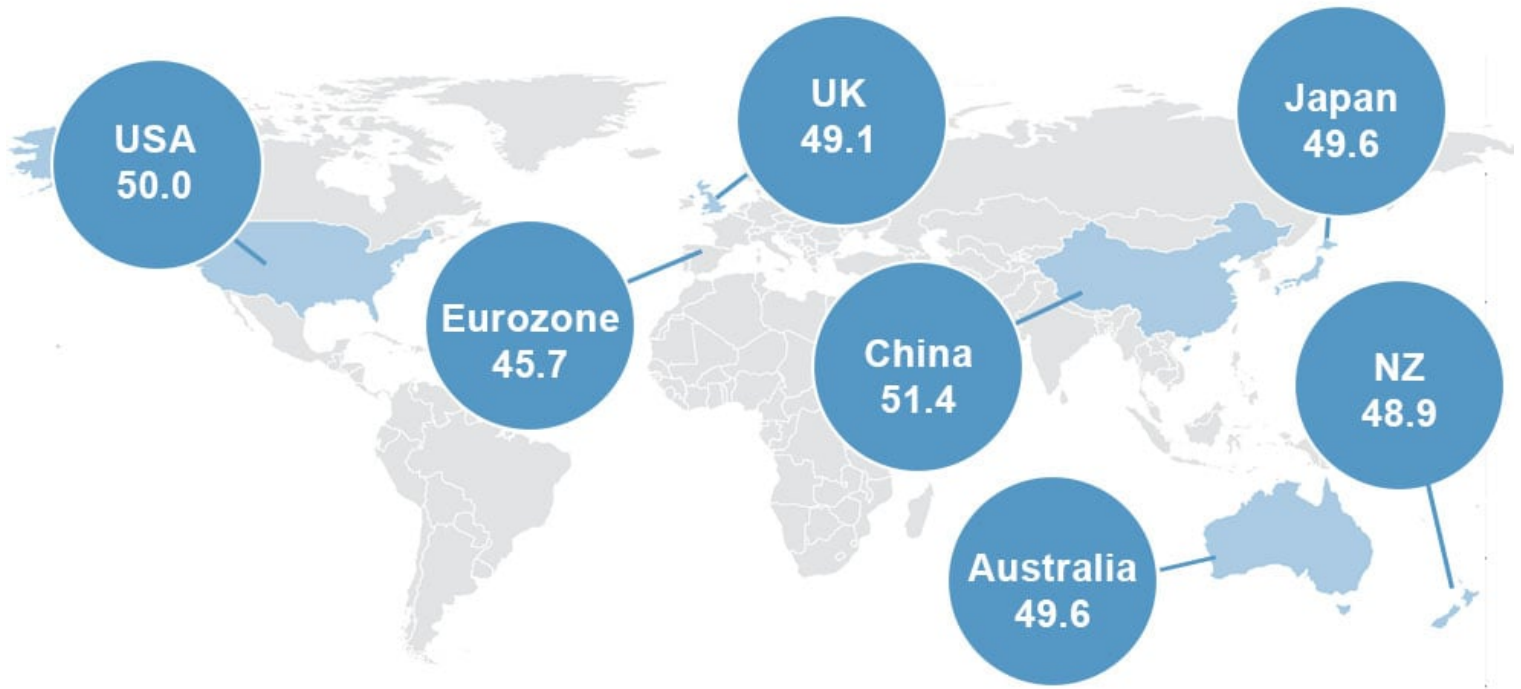 USA
50.0
UK
49.1
Japan
49.6
Eurozone
45.7
China
51.4
NZ
48.9
Australia
49.6